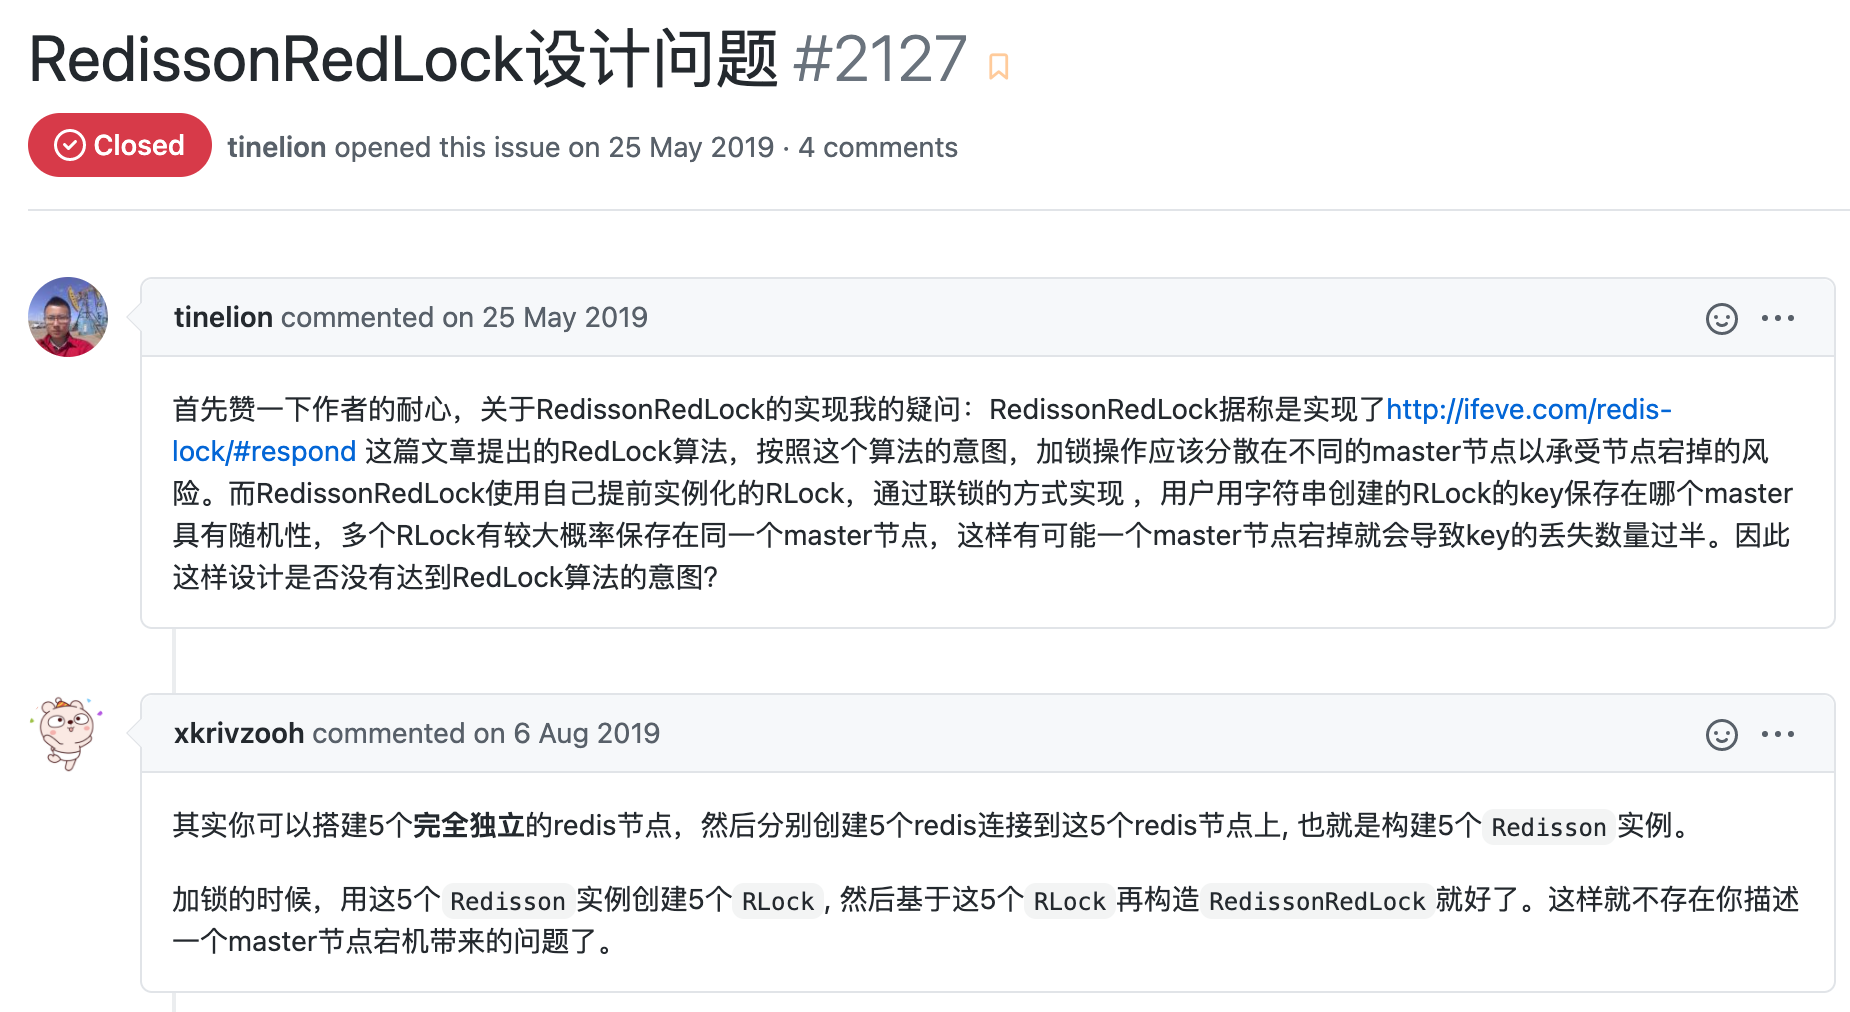 RedissonRedLock设计问题 #2127
Closed tinelion opened this issue on 25 May 2019 · 4 comments
tinelion commented on 25 May 2019
首先赞一下作者的耐心，关于RedissonRedLock的实现我的疑问：RedissonRedLock据称是实现了http://ifeve.com/redis-
lock/#respond 这篇文章提出的RedLock算法，按照这个算法的意图，加锁操作应该分散在不同的master节点以承受节点宕掉的风
险。而RedissonRedLock使用自己提前实例化的RLock，通过联锁的方式实现 ，用户用字符串创建的RLock的key保存在哪个master
具有随机性，多个RLock有较大概率保存在同一个master节点，这样有可能一个master节点宕掉就会导致key的丢失数量过半。因此
这样设计是否没有达到RedLock算法的意图?
xkrivzooh commented on 6 Aug 2019
其实你可以搭建5个完全独立的redis节点，然后分别创建5个redis连接到这5个redis节点上, 也就是构建5个 Redisson 实例。
加锁的时候，用这5个 Redisson 实例创建5个 RLock , 然后基于这5个 RLock 再构造 RedissonRedLock 就好了。这样就不存在你描述
一个master节点宕机带来的问题了。